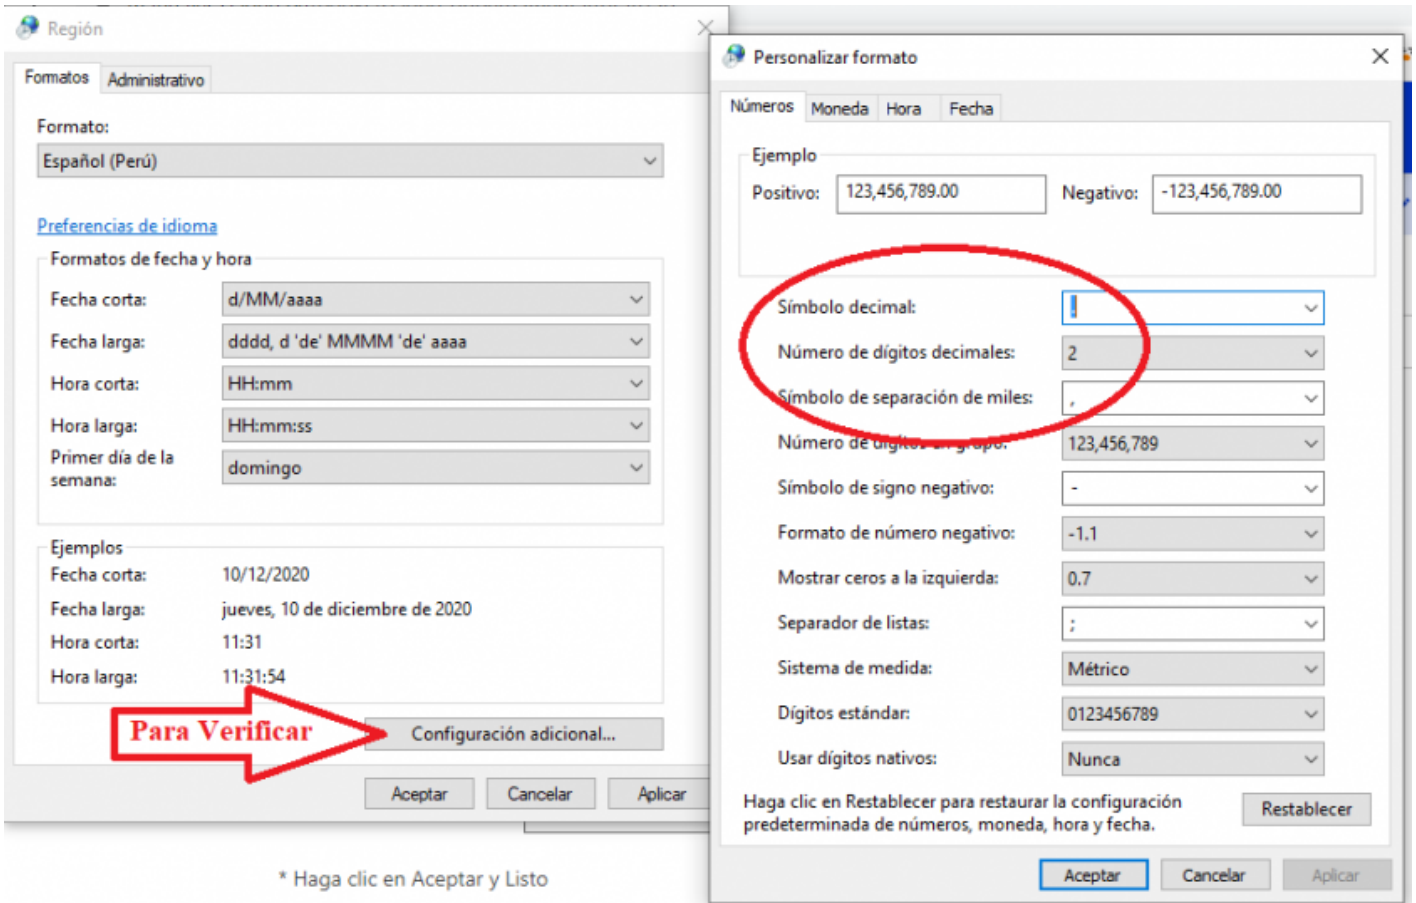 Región
Formatos
Administrativo
Formato:
Español (Perú)
Preferencias de idioma
Formatos de fecha y hora
Fecha corta:
d/MM/aaaa
Fecha larga:
dddd, d 'de' MMMM 'de' aaaa
Hora corta:
HH:mm
Hora larga:
HH:mm:ss
Primer día de la
semana:
domingo
Ejemplos
Fecha corta:
10/12/2020
Fecha larga:
jueves, 10 de diciembre de 2020
Hora corta:
11:31
Hora larga:
11:31:54
Para Verificar
Configuración adicional...
Aceptar
Cancelar
Aplicar
* Haga clic en Aceptar y Listo
Personalizar formato
Números
Moneda
Hora
Fecha
Ejemplo
Positivo:
123,456,789.00
Negativo:
-123,456,789.00
Símbolo decimal:
.
Número de dígitos decimales:
2
Símbolo de separación de miles:
,
Número de dígitos en grupo:
123,456,789
Símbolo de signo negativo:
-
Formato de número negativo:
-1.1
Mostrar ceros a la izquierda:
0.7
Separador de listas:
;
Sistema de medida:
Métrico
Dígitos estándar:
0123456789
Usar dígitos nativos:
Nunca
Haga clic en Restablecer para restaurar la configuración
predeterminada de números, moneda, hora y fecha.
Restablecer
Aceptar
Cancelar
Aplicar